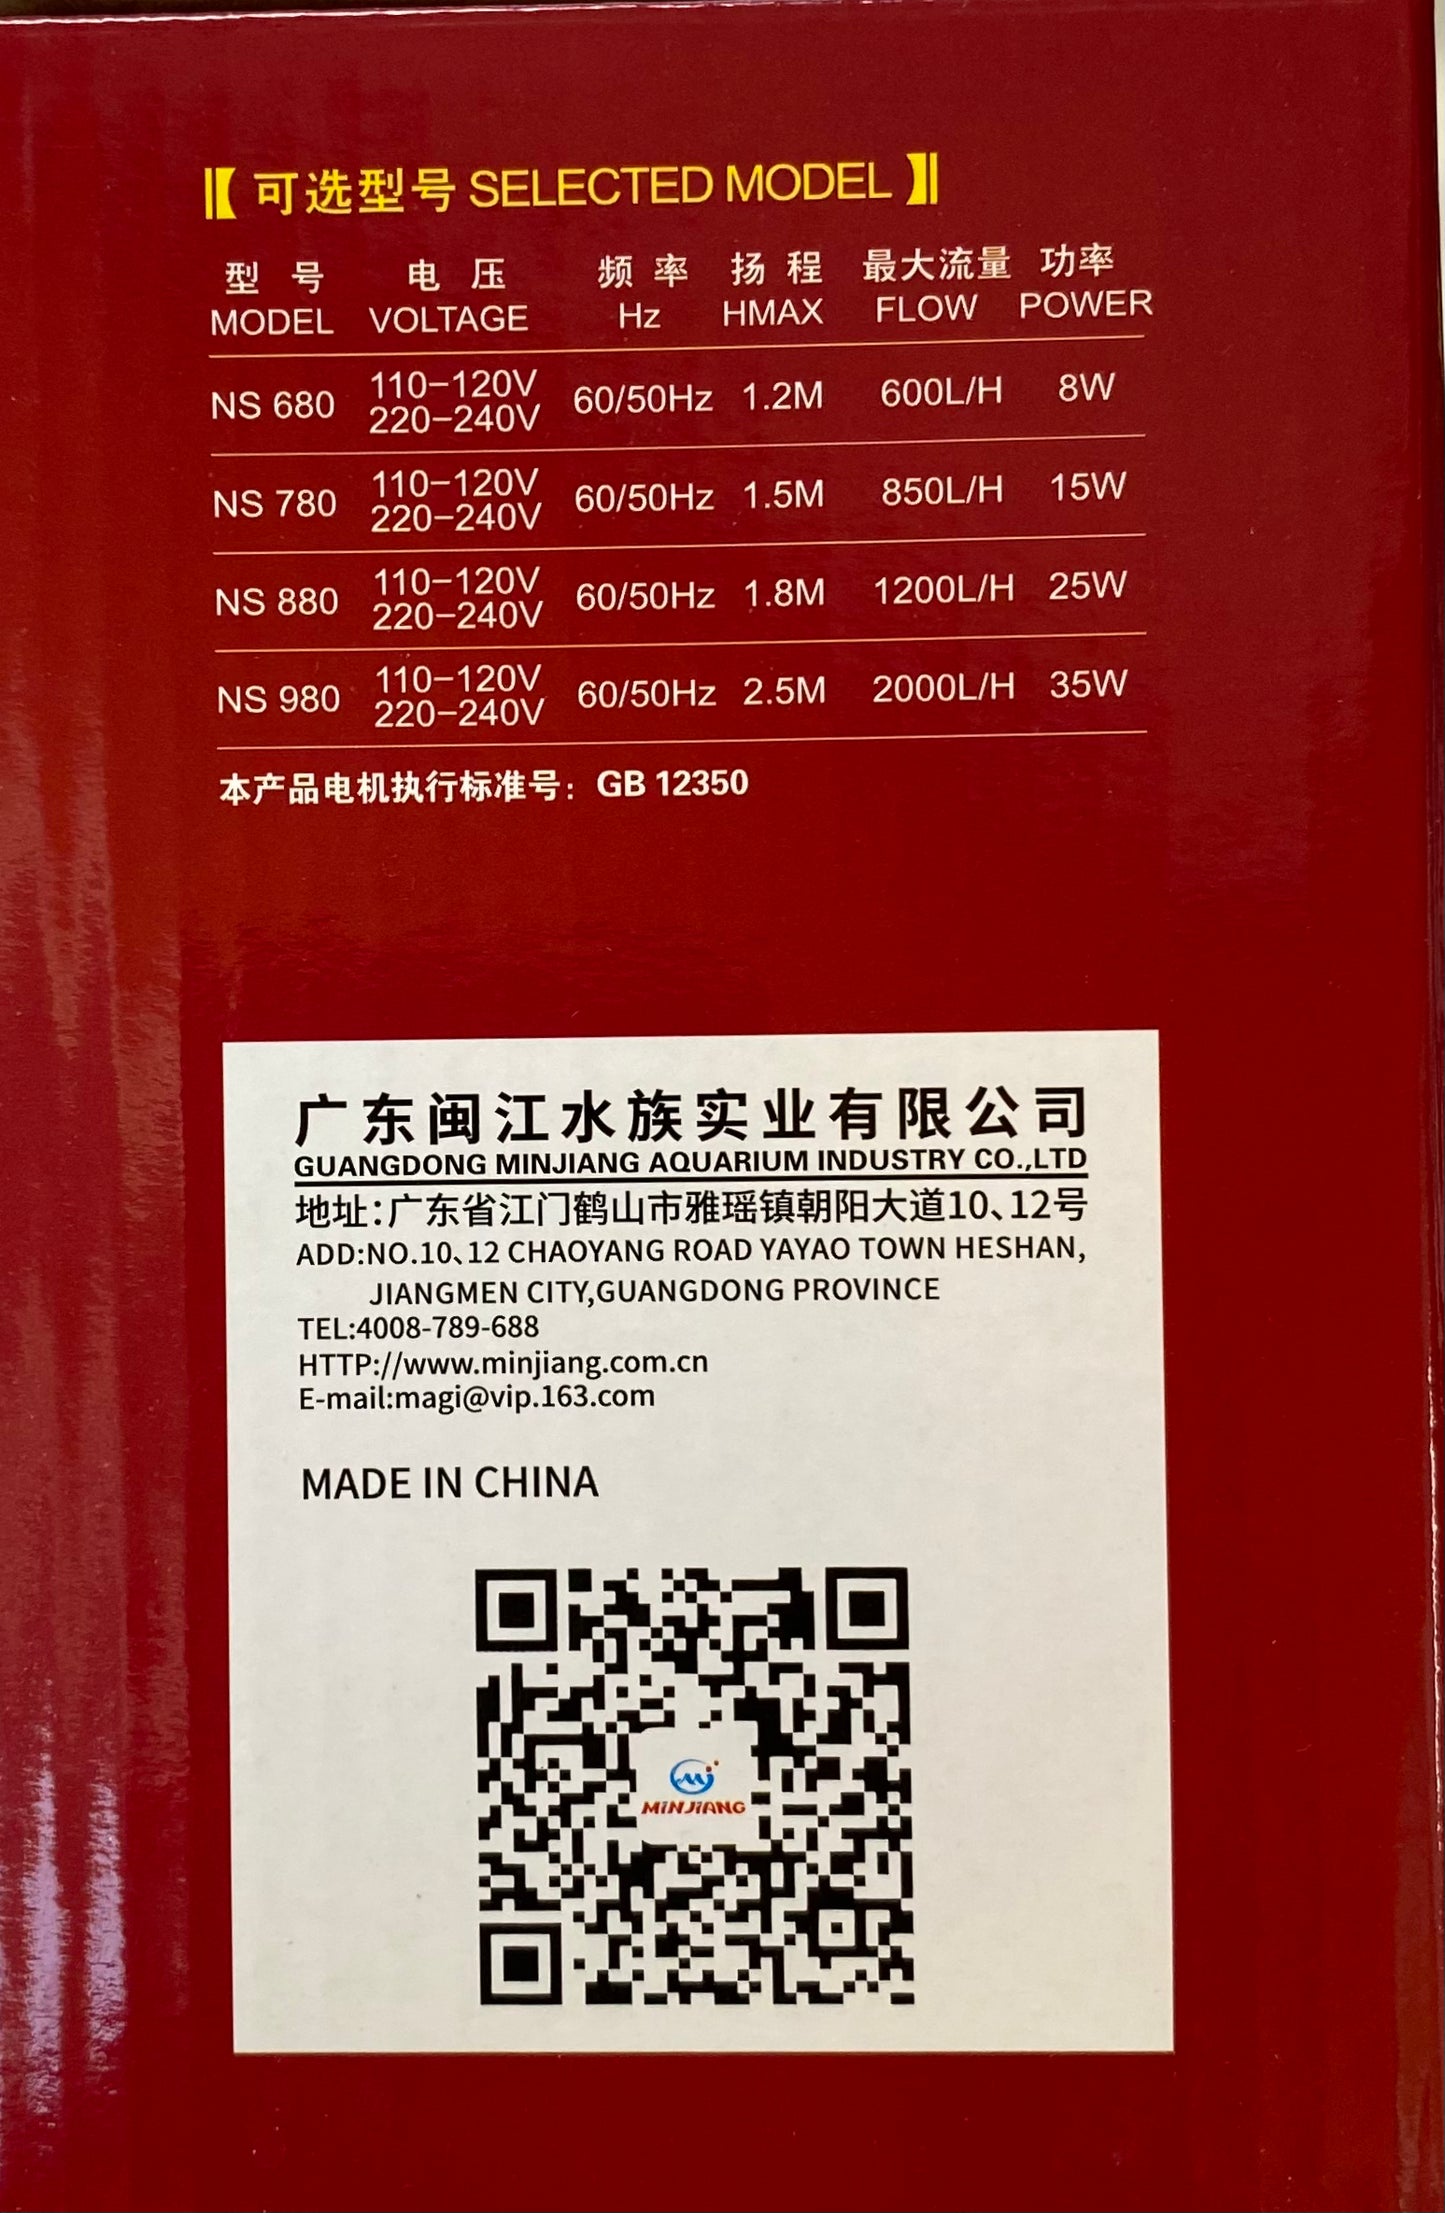 【可选型号 SELECTED MODEL】
型号 电压 频率 扬程 最大流量 功率
MODEL VOLTAGE Hz HMAX FLOW POWER
NS 680 110-120V 220-240V 60/50Hz 1.2M 600L/H 8W
NS 780 110-120V 220-240V 60/50Hz 1.5M 850L/H 15W
NS 880 110-120V 220-240V 60/50Hz 1.8M 1200L/H 25W
NS 980 110-120V 220-240V 60/50Hz 2.5M 2000L/H 35W
本产品电机执行标准号：GB 12350
广东闽江水族实业有限公司
GUANGDONG MINJIANG AQUARIUM INDUSTRY CO.,LTD
地址：广东省江门鹤山市雅瑶镇朝阳大道10、12号
ADD:NO.10、12 CHAOYANG ROAD YAYAO TOWN HESHAN,
JIANGMEN CITY,GUANGDONG PROVINCE
TEL:4008-789-688
HTTP://www.minjiang.com.cn
E-mail:magi@vip.163.com
MADE IN CHINA
MiNJiANG